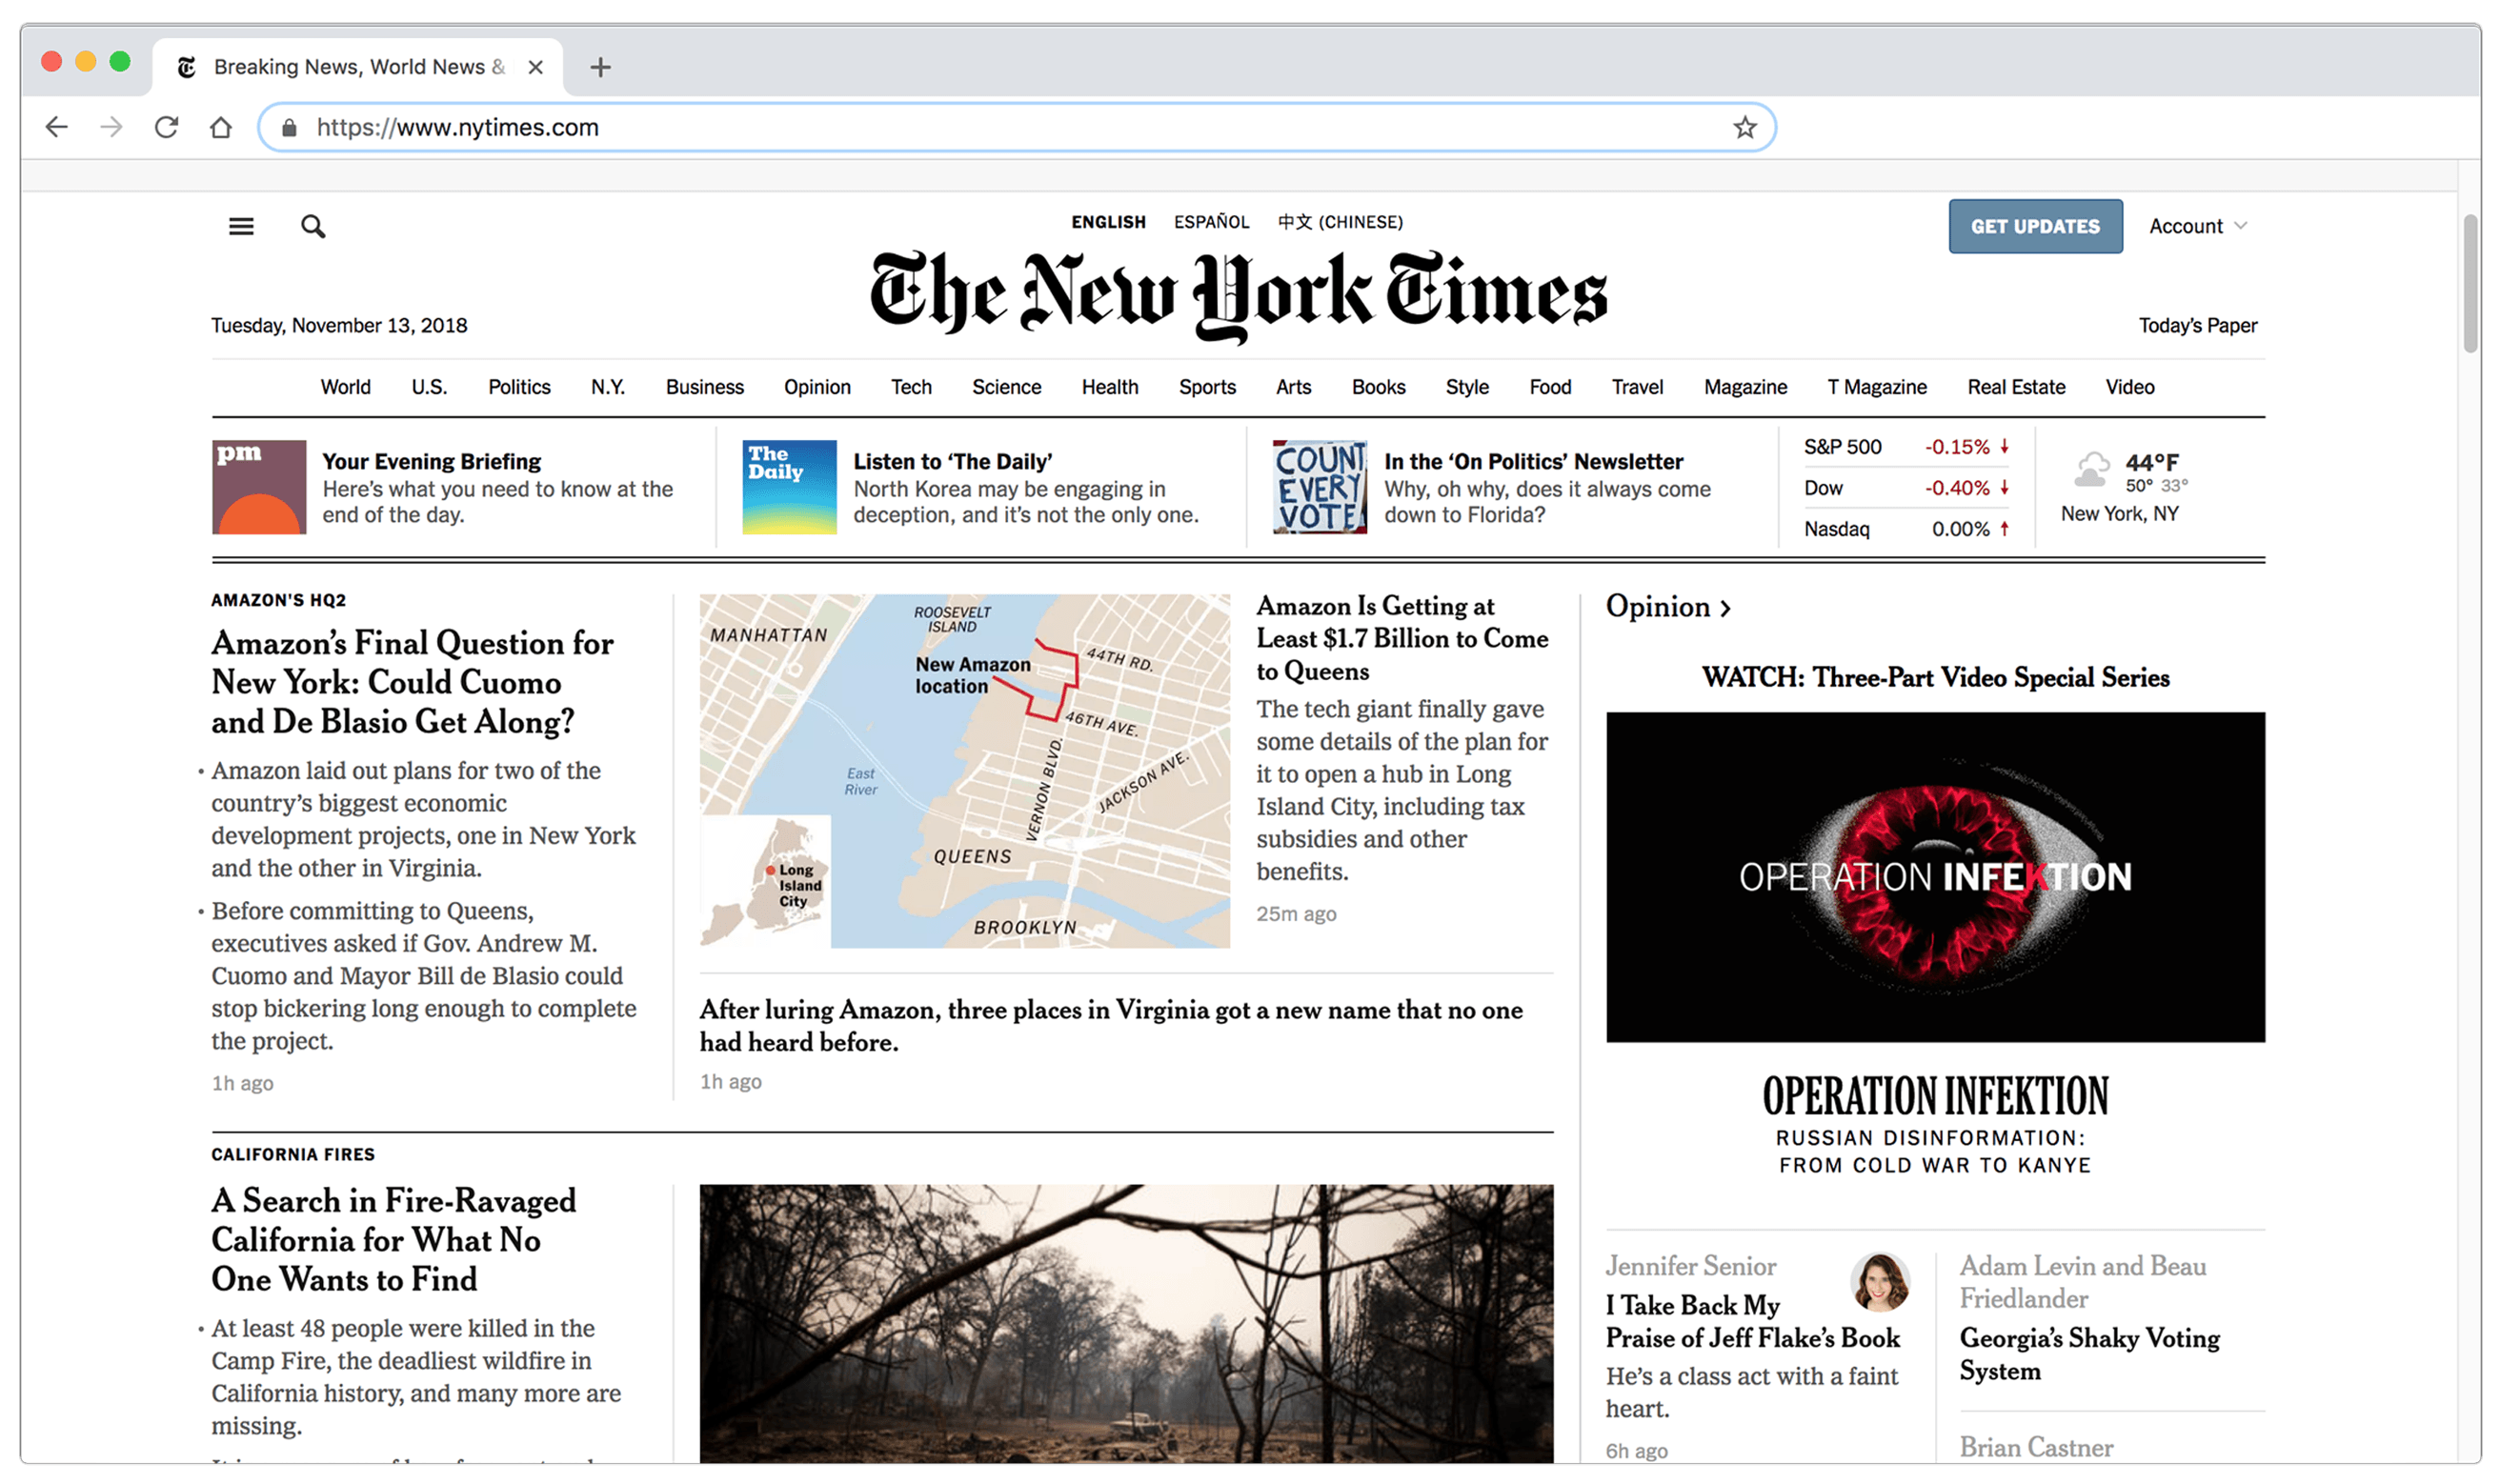 Breaking News, World News &
https://www.nytimes.com
ENGLISH ESPAÑOL 中文 (CHINESE)
GET UPDATES
Account
The New York Times
Tuesday, November 13, 2018
Today's Paper
World U.S. Politics N.Y. Business Opinion Tech Science Health Sports Arts Books Style Food Travel Magazine T Magazine Real Estate Video
pm
Your Evening Briefing
Here's what you need to know at the
end of the day.
The
Daily
Listen to 'The Daily'
North Korea may be engaging in
deception, and it's not the only one.
COUNT
EVERY
VOTE
In the 'On Politics' Newsletter
Why, oh why, does it always come
down to Florida?
S&P 500 -0.15% ↓
Dow -0.40% ↓
Nasdaq 0.00% ↑
44°F
50° 33°
New York, NY
AMAZON'S HQ2
Amazon's Final Question for
New York: Could Cuomo
and De Blasio Get Along?
• Amazon laid out plans for two of the
country's biggest economic
development projects, one in New York
and the other in Virginia.
• Before committing to Queens,
executives asked if Gov. Andrew M.
Cuomo and Mayor Bill de Blasio could
stop bickering long enough to complete
the project.
1h ago
MANHATTAN
ROOSEVELT
ISLAND
New Amazon
location
44TH RD.
46TH AVE.
East
River
VERNON BLVD.
JACKSON AVE.
QUEENS
Long
Island
City
BROOKLYN
Amazon Is Getting at
Least $1.7 Billion to Come
to Queens
The tech giant finally gave
some details of the plan for
it to open a hub in Long
Island City, including tax
subsidies and other
benefits.
25m ago
After luring Amazon, three places in Virginia got a new name that no one
had heard before.
1h ago
Opinion >
WATCH: Three-Part Video Special Series
OPERATION INFEKTION
OPERATION INFEKTION
RUSSIAN DISINFORMATION:
FROM COLD WAR TO KANYE
CALIFORNIA FIRES
A Search in Fire-Ravaged
California for What No
One Wants to Find
• At least 48 people were killed in the
Camp Fire, the deadliest wildfire in
California history, and many more are
missing.
Jennifer Senior
I Take Back My
Praise of Jeff Flake's Book
He's a class act with a faint
heart.
6h ago
Adam Levin and Beau
Friedlander
Georgia's Shaky Voting
System
Brian Castner